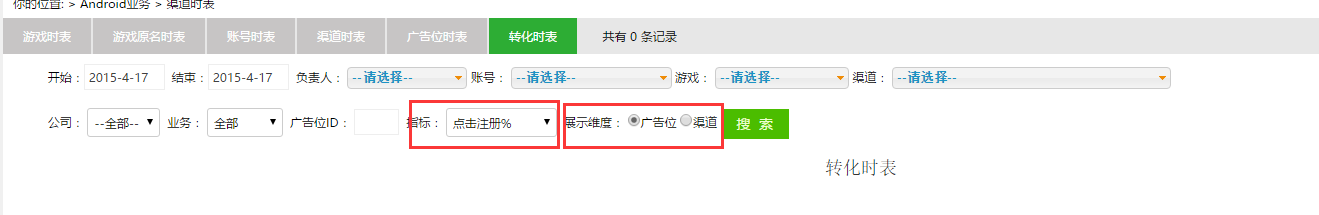 你的位置: > Android业务 > 渠道时表
游戏时表 游戏原名时表 账号时表 渠道时表 广告位时表 转化时表 共有 0 条记录
开始： 2015-4-17 结束： 2015-4-17 负责人： --请选择-- 账号： --请选择-- 游戏： --请选择-- 渠道： --请选择--
公司： --全部-- 业务： 全部 广告位ID： 指标： 点击注册% 展示维度： 广告位 渠道 搜 索
转化时表